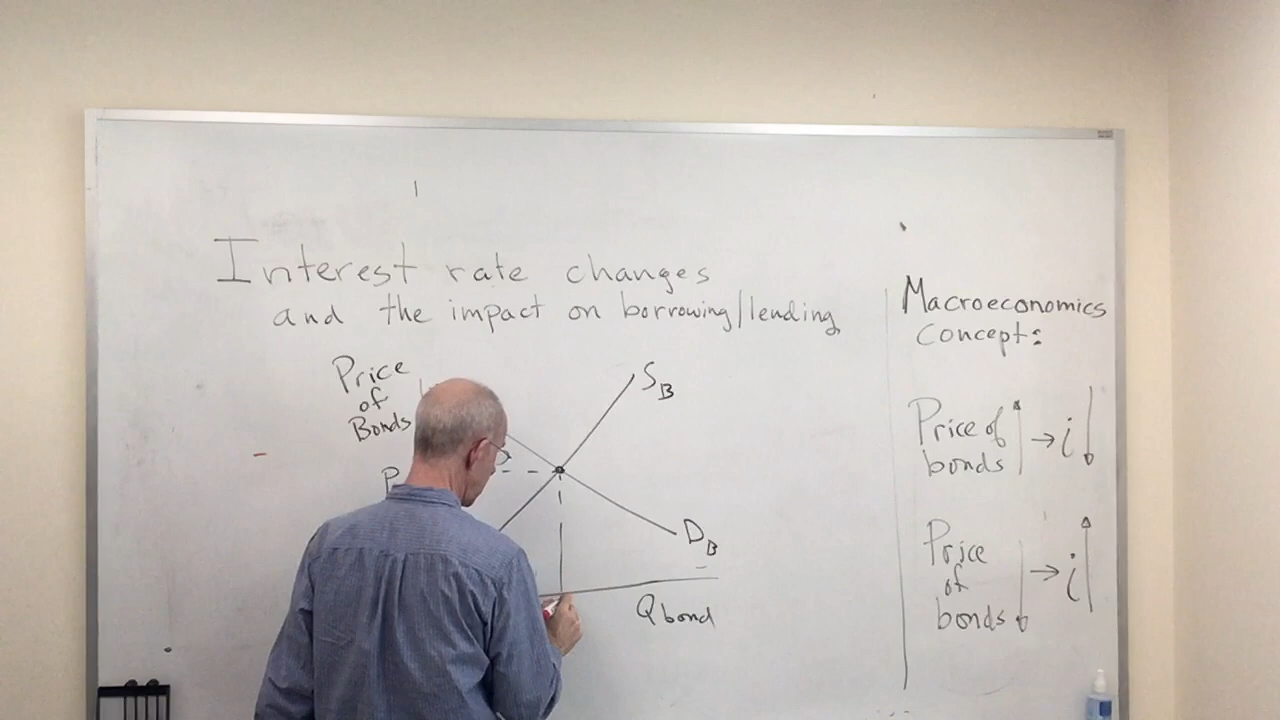 Interest rate changes
and the impact on borrowing/lending
Price
of
Bonds
P
S_B
D_B
Q bond
Macroeconomics
concept:
Price of
bonds
→ i
Price
of
bonds
→ i